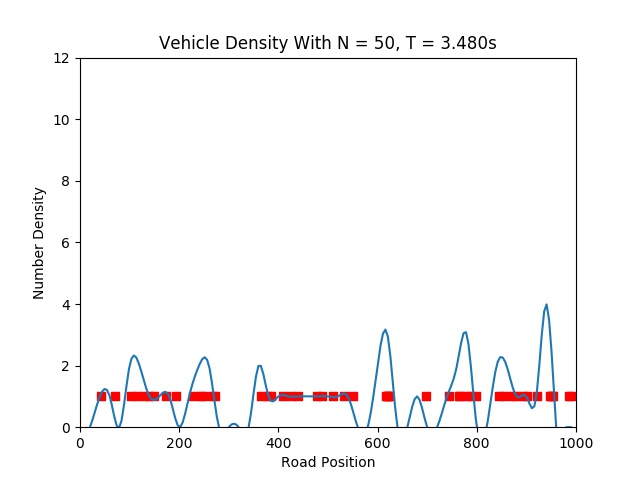 Vehicle Density With N = 50, T = 3.480s
12
10
8
6
4
2
0
Number Density
0 200 400 600 800 1000
Road Position